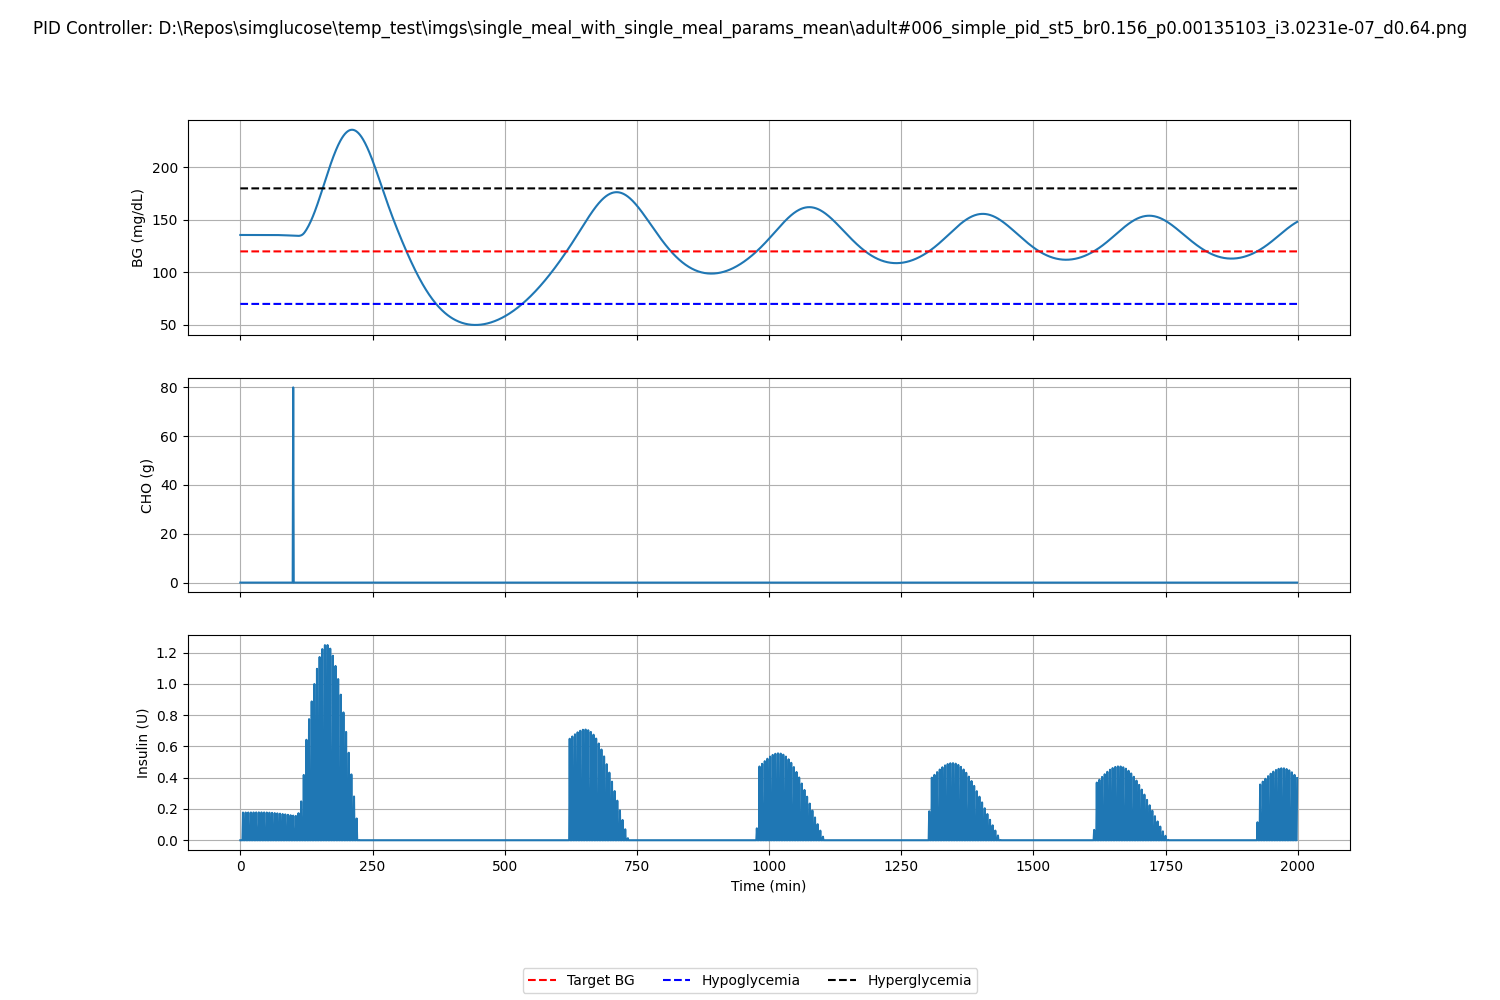 PID Controller: D:\Repos\simglucose\temp_test\imgs\single_meal_with_single_meal_params_mean\adult#006_simple_pid_st5_br0.156_p0.00135103_i3.0231e-07_d0.64.png
200
150
100
50
BG (mg/dL)
80
60
40
20
0
CHO (g)
1.2
1.0
0.8
0.6
0.4
0.2
0.0
Insulin (U)
0 250 500 750 1000 1250 1500 1750 2000
Time (min)
Target BG Hypoglycemia Hyperglycemia